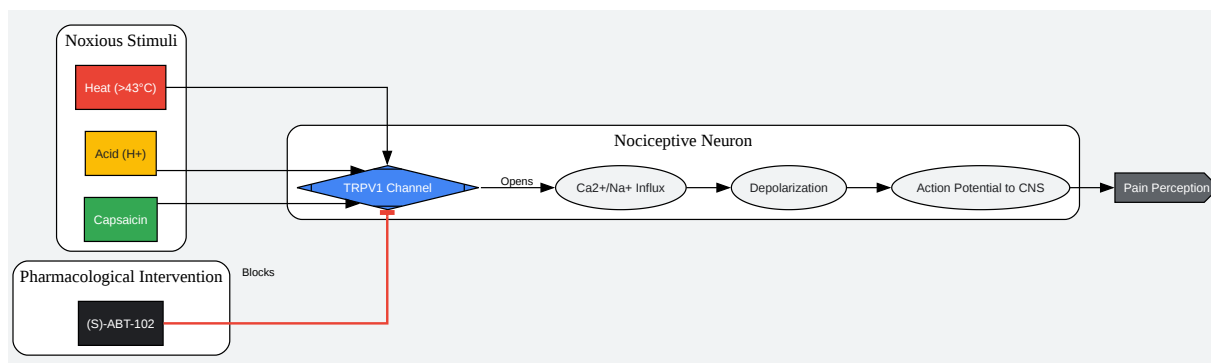 Noxious Stimuli
Heat (>43°C)
Acid (H+)
Capsaicin
Nociceptive Neuron
TRPV1 Channel
Opens
Ca2+/Na+ Influx
Depolarization
Action Potential to CNS
Pain Perception
Pharmacological Intervention
Blocks
(S)-ABT-102